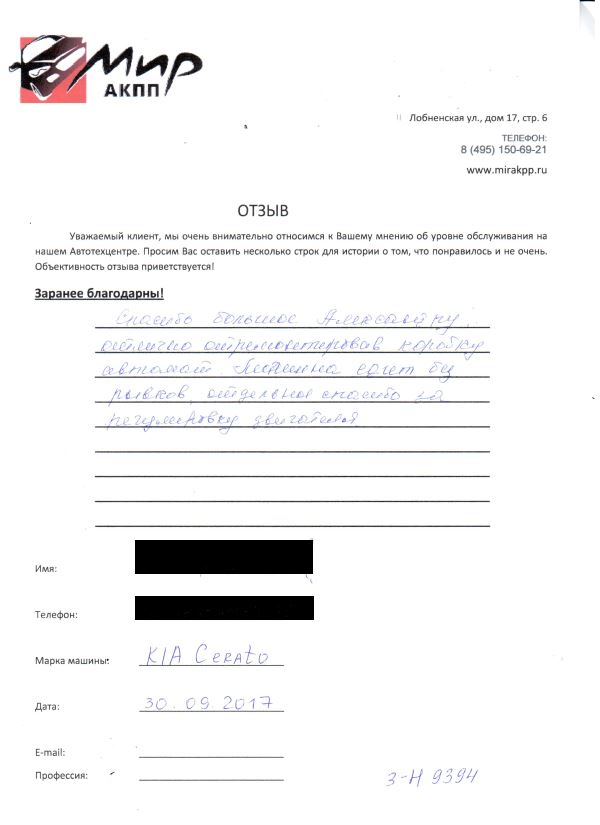 Мир
АКПП
Лобненская ул., дом 17, стр. 6
ТЕЛЕФОН:
8 (495) 150-69-21
www.mirakpp.ru
ОТЗЫВ
Уважаемый клиент, мы очень внимательно относимся к Вашему мнению об уровне обслуживания на
нашем Автотехцентре. Просим Вас оставить несколько строк для истории о том, что понравилось и не очень.
Объективность отзыва приветствуется!
Заранее благодарны!
Спасибо большое Александру,
отлично отремонтировав коробку
автомат. Машина едет без
рывков, отдельное спасибо за
регулировку двигателя.
Имя:
Телефон:
Марка машины: KIA Cerato
Дата: 30.09.2017
E-mail:
Профессия:
3-Н 9394